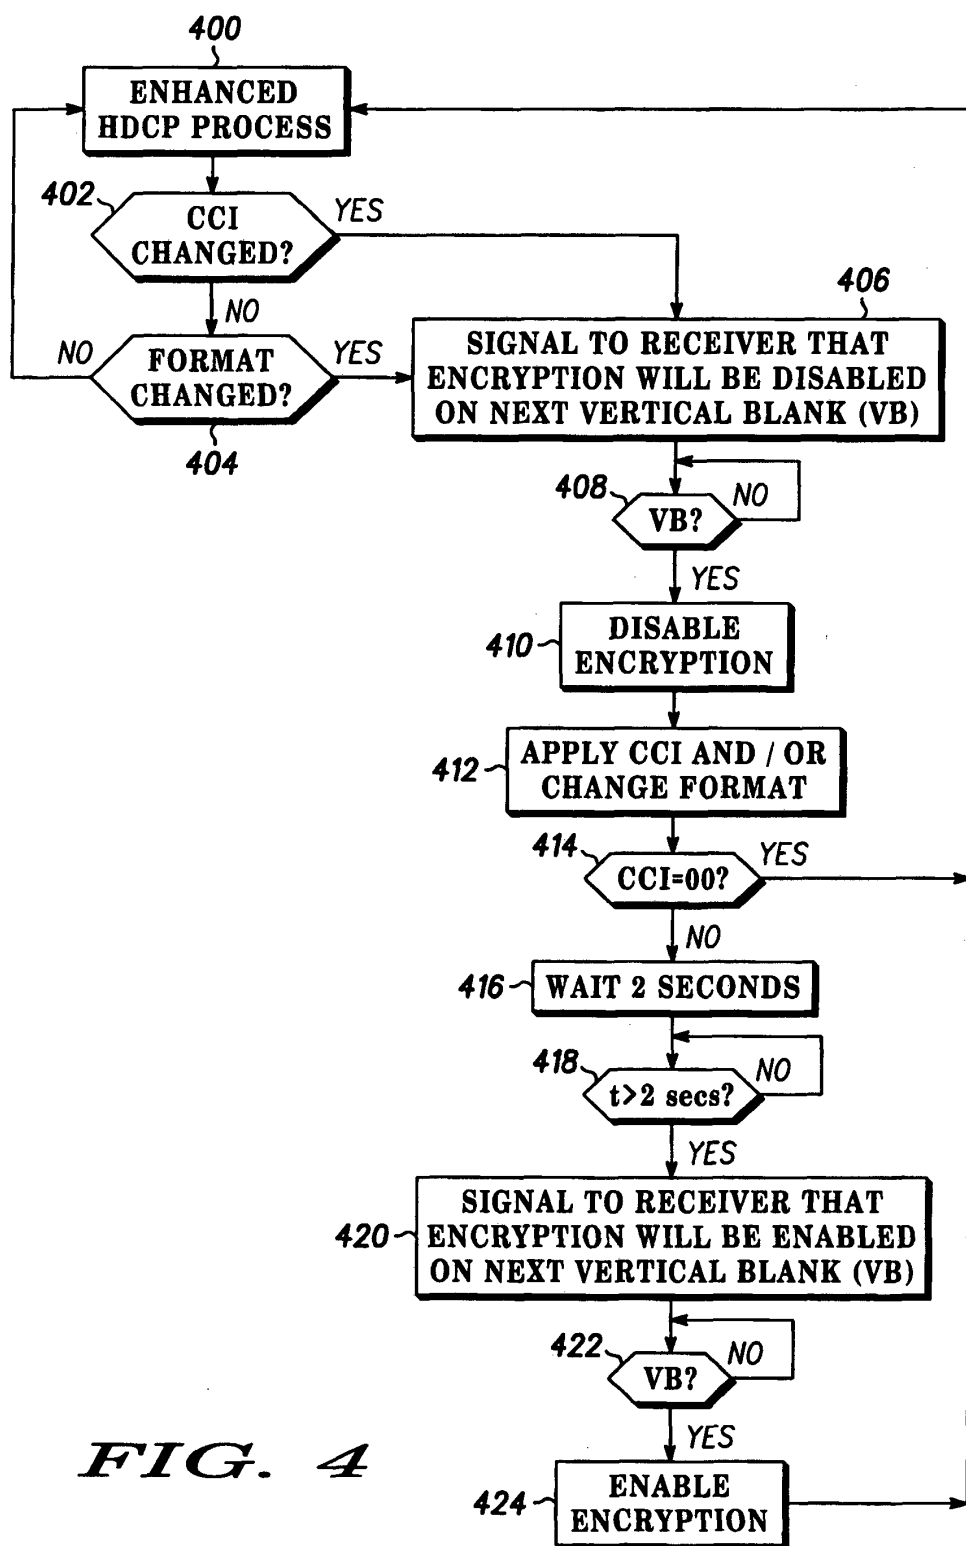 400
ENHANCED
HDCP PROCESS
402
CCI
CHANGED?
YES
NO
406
NO
FORMAT
CHANGED?
YES
404
SIGNAL TO RECEIVER THAT
ENCRYPTION WILL BE DISABLED
ON NEXT VERTICAL BLANK (VB)
408
VB?
NO
YES
410
DISABLE
ENCRYPTION
412
APPLY CCI AND / OR
CHANGE FORMAT
414
CCI=00?
YES
NO
416
WAIT 2 SECONDS
418
t>2 secs?
NO
YES
420
SIGNAL TO RECEIVER THAT
ENCRYPTION WILL BE ENABLED
ON NEXT VERTICAL BLANK (VB)
422
VB?
NO
YES
424
ENABLE
ENCRYPTION
FIG. 4